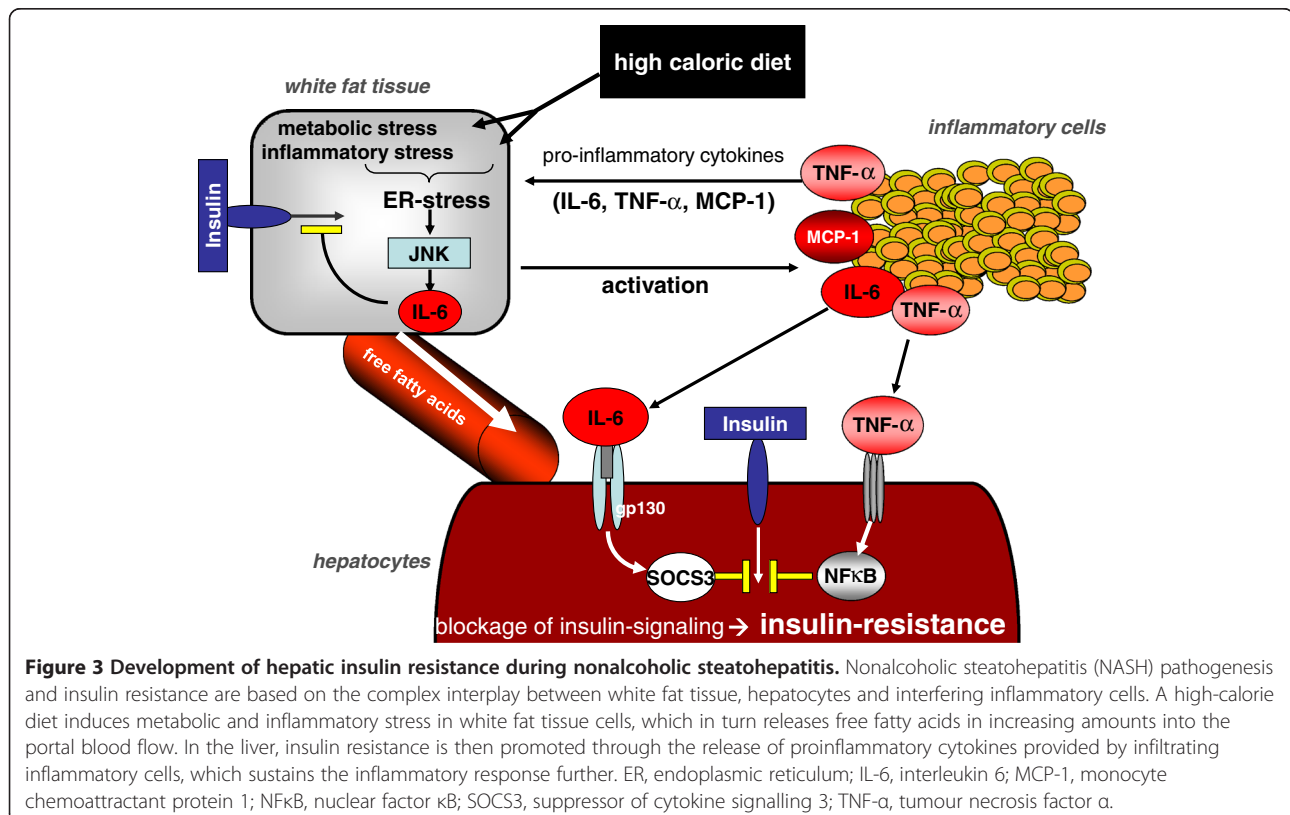 high caloric diet
white fat tissue
metabolic stress
inflammatory stress
ER-stress
JNK
IL-6
Insulin
pro-inflammatory cytokines
(IL-6, TNF-α, MCP-1)
activation
inflammatory cells
TNF-α
MCP-1
IL-6
TNF-α
free fatty acids
IL-6
Insulin
TNF-α
gp130
hepatocytes
SOCS3
NFκB
blockage of insulin-signaling → insulin-resistance
Figure 3 Development of hepatic insulin resistance during nonalcoholic steatohepatitis. Nonalcoholic steatohepatitis (NASH) pathogenesis
and insulin resistance are based on the complex interplay between white fat tissue, hepatocytes and interfering inflammatory cells. A high-calorie
diet induces metabolic and inflammatory stress in white fat tissue cells, which in turn releases free fatty acids in increasing amounts into the
portal blood flow. In the liver, insulin resistance is then promoted through the release of proinflammatory cytokines provided by infiltrating
inflammatory cells, which sustains the inflammatory response further. ER, endoplasmic reticulum; IL-6, interleukin 6; MCP-1, monocyte
chemoattractant protein 1; NFκB, nuclear factor κB; SOCS3, suppressor of cytokine signalling 3; TNF-α, tumour necrosis factor α.